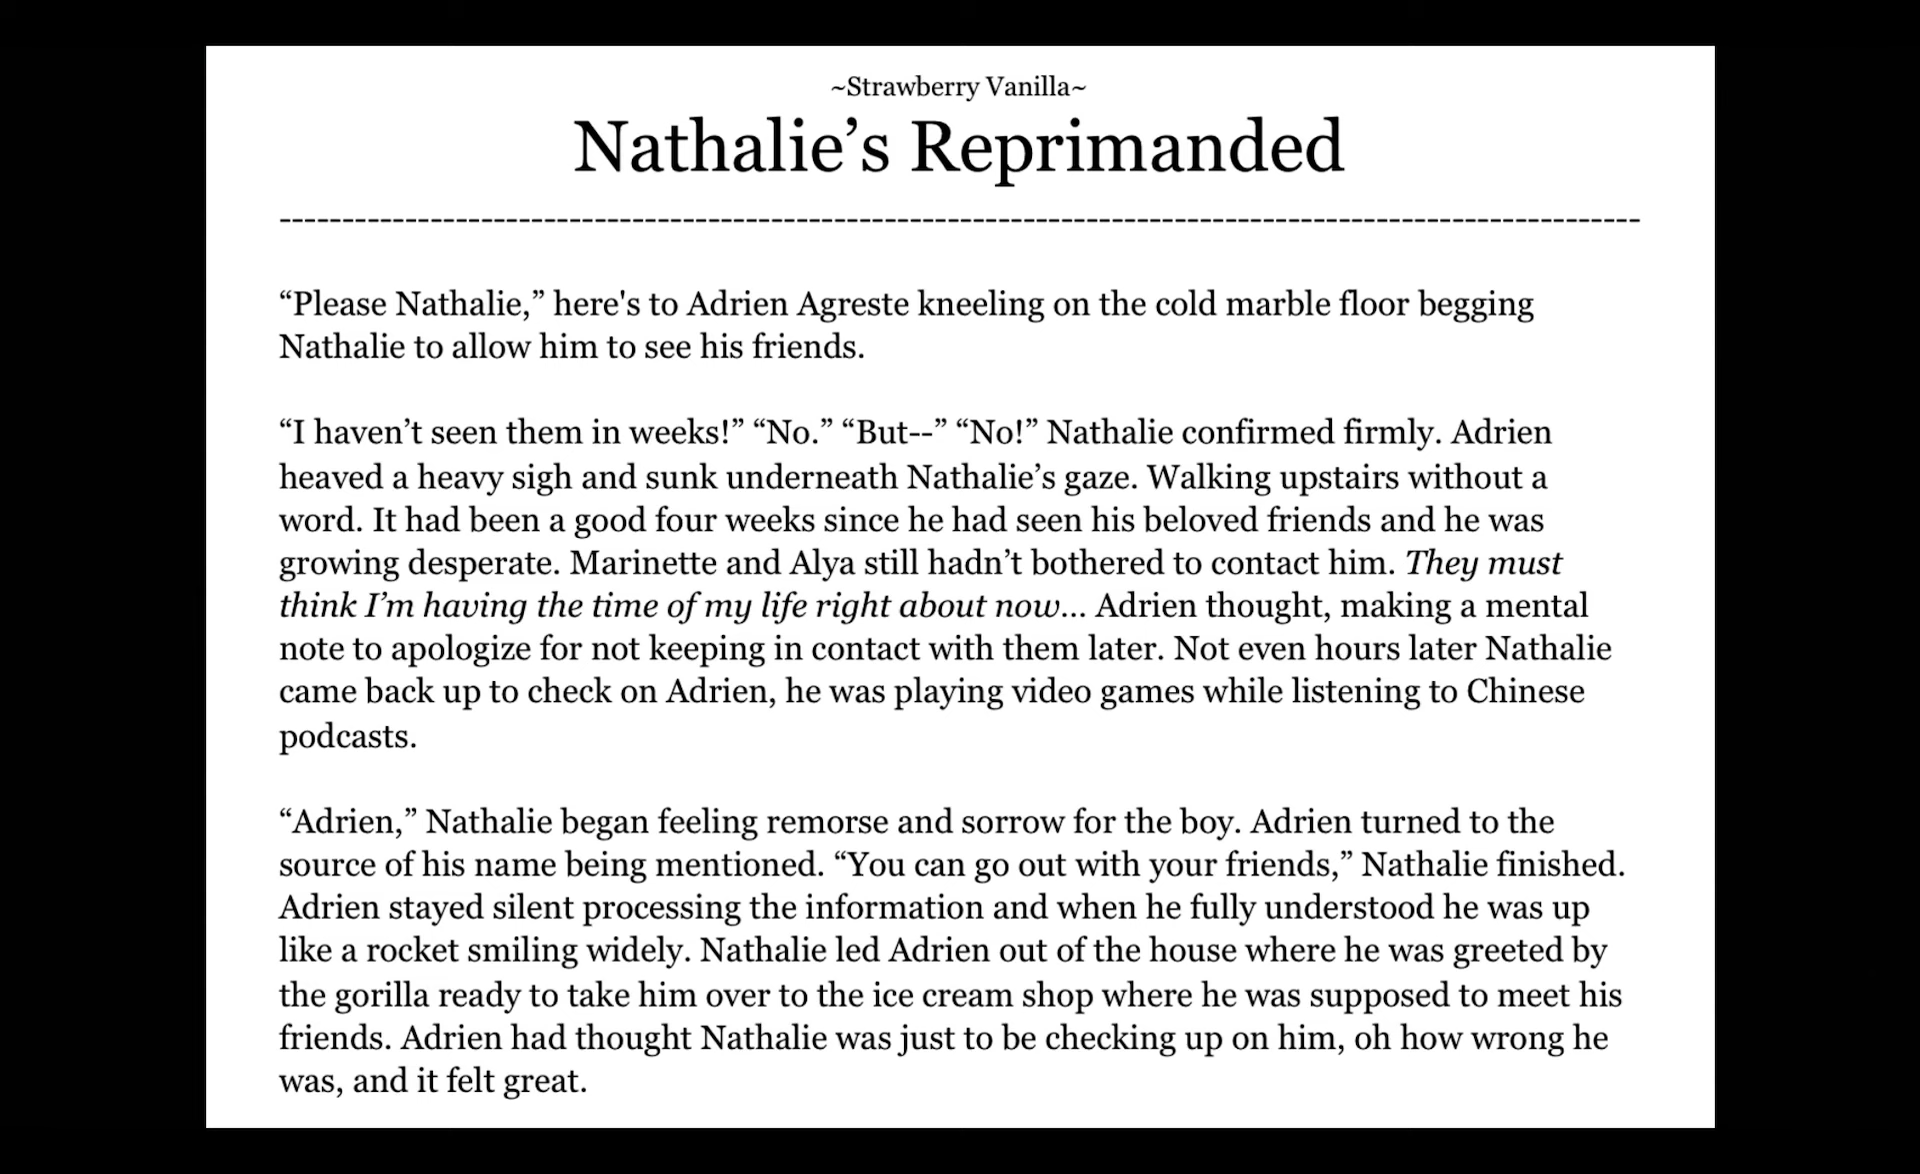 ~Strawberry Vanilla~
Nathalie’s Reprimanded
------------------------------------------------------------------------------------------------------------
“Please Nathalie,” here's to Adrien Agreste kneeling on the cold marble floor begging
Nathalie to allow him to see his friends.
“I haven’t seen them in weeks!” “No.” “But--” “No!” Nathalie confirmed firmly. Adrien
heaved a heavy sigh and sunk underneath Nathalie’s gaze. Walking upstairs without a
word. It had been a good four weeks since he had seen his beloved friends and he was
growing desperate. Marinette and Alya still hadn’t bothered to contact him. They must
think I’m having the time of my life right about now... Adrien thought, making a mental
note to apologize for not keeping in contact with them later. Not even hours later Nathalie
came back up to check on Adrien, he was playing video games while listening to Chinese
podcasts.
“Adrien,” Nathalie began feeling remorse and sorrow for the boy. Adrien turned to the
source of his name being mentioned. “You can go out with your friends,” Nathalie finished.
Adrien stayed silent processing the information and when he fully understood he was up
like a rocket smiling widely. Nathalie led Adrien out of the house where he was greeted by
the gorilla ready to take him over to the ice cream shop where he was supposed to meet his
friends. Adrien had thought Nathalie was just to be checking up on him, oh how wrong he
was, and it felt great.